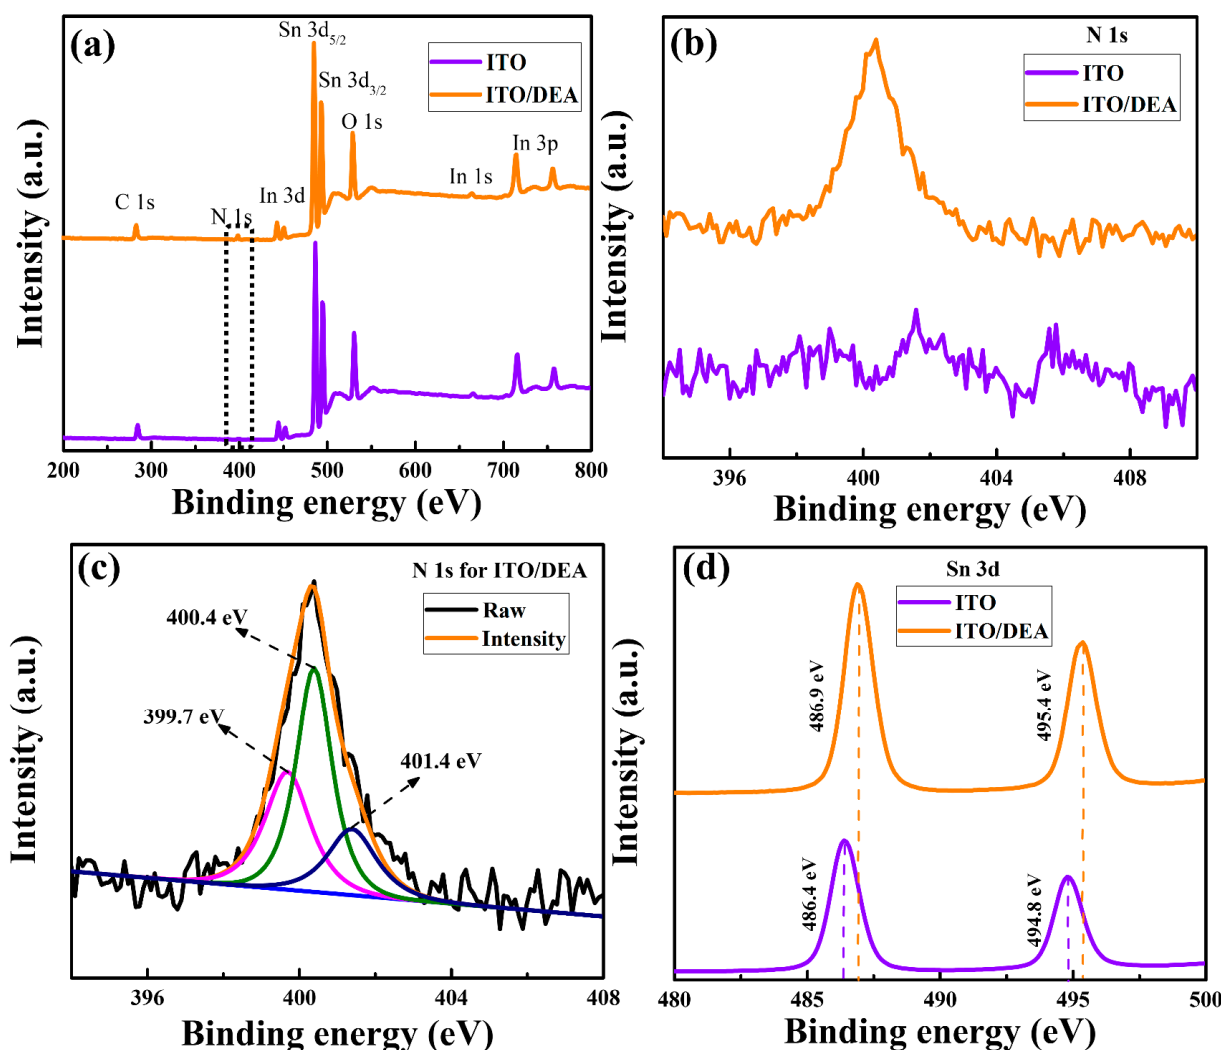 (a)
Sn 3d5/2
Sn 3d3/2
O 1s
In 3p
In 1s
In 3d
N 1s
C 1s
ITO
ITO/DEA
Intensity (a.u.)
200 300 400 500 600 700 800
Binding energy (eV)
(b)
N 1s
ITO
ITO/DEA
Intensity (a.u.)
396 400 404 408
Binding energy (eV)
(c)
N 1s for ITO/DEA
Raw
Intensity
400.4 eV
399.7 eV
401.4 eV
Intensity (a.u.)
396 400 404 408
Binding energy (eV)
(d)
Sn 3d
ITO
ITO/DEA
486.9 eV
495.4 eV
486.4 eV
494.8 eV
Intensity (a.u.)
480 485 490 495 500
Binding energy (eV)